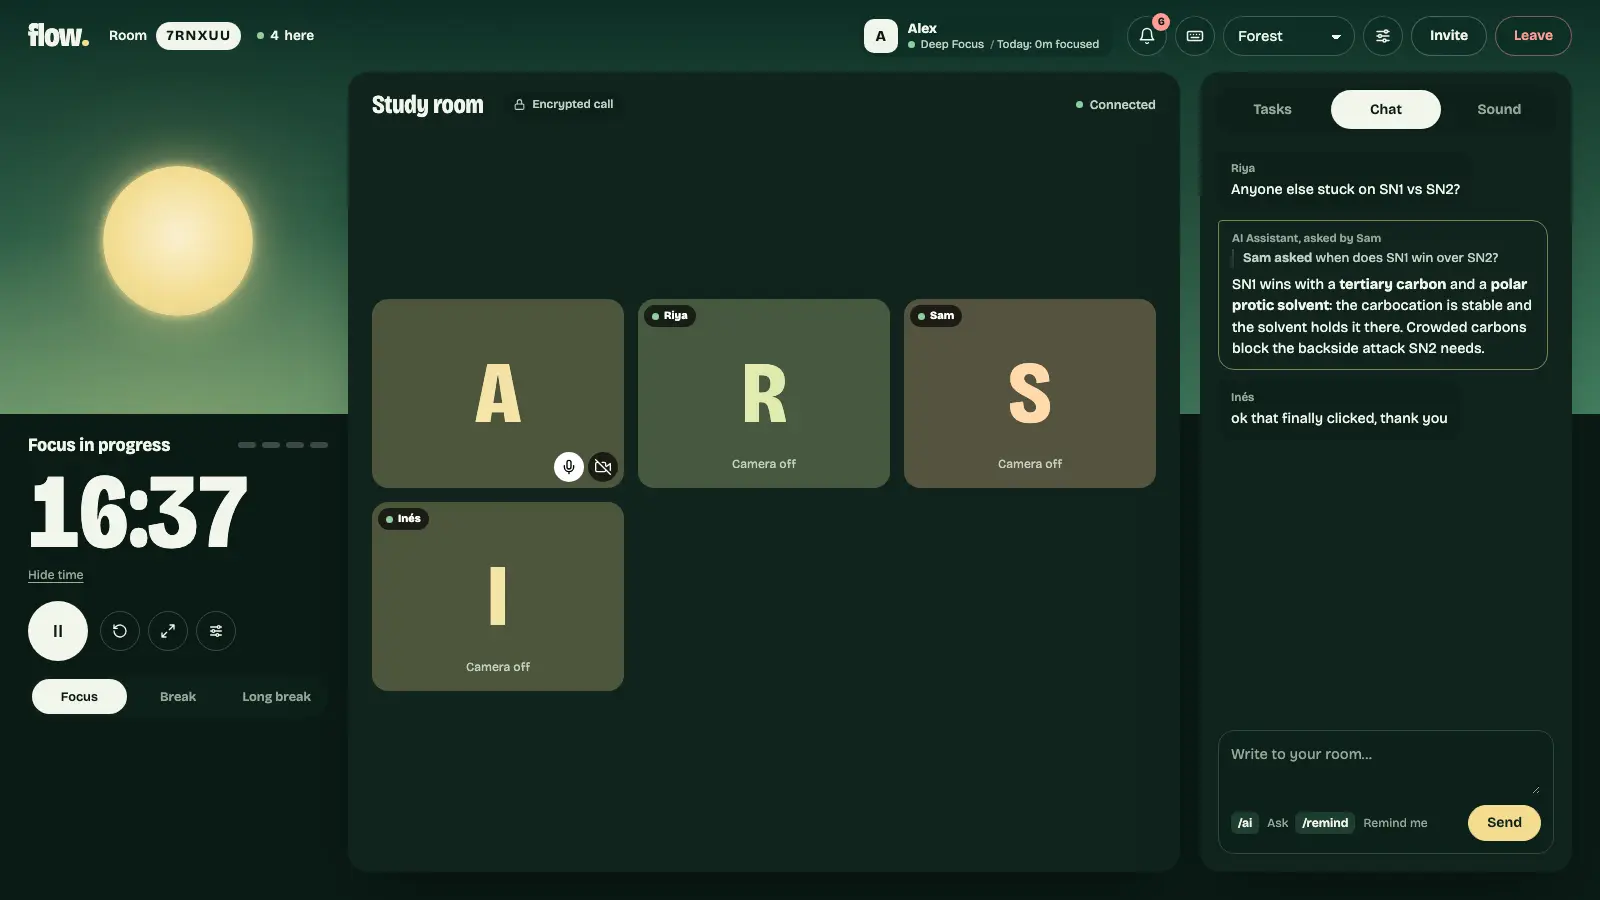 flow.
Room 7RNXUU 4 here
A
Alex
Deep Focus / Today: 0m focused
6
Forest
Invite
Leave
Focus in progress
16:37
Hide time
Focus Break Long break
Study room Encrypted call
Connected
A
Riya
R
Camera off
Sam
S
Camera off
Inés
I
Camera off
Tasks Chat Sound
Riya
Anyone else stuck on SN1 vs SN2?
AI Assistant, asked by Sam
Sam asked when does SN1 win over SN2?
SN1 wins with a tertiary carbon and a polar
protic solvent: the carbocation is stable and
the solvent holds it there. Crowded carbons
block the backside attack SN2 needs.
Inés
ok that finally clicked, thank you
Write to your room...
/ai Ask /remind Remind me
Send